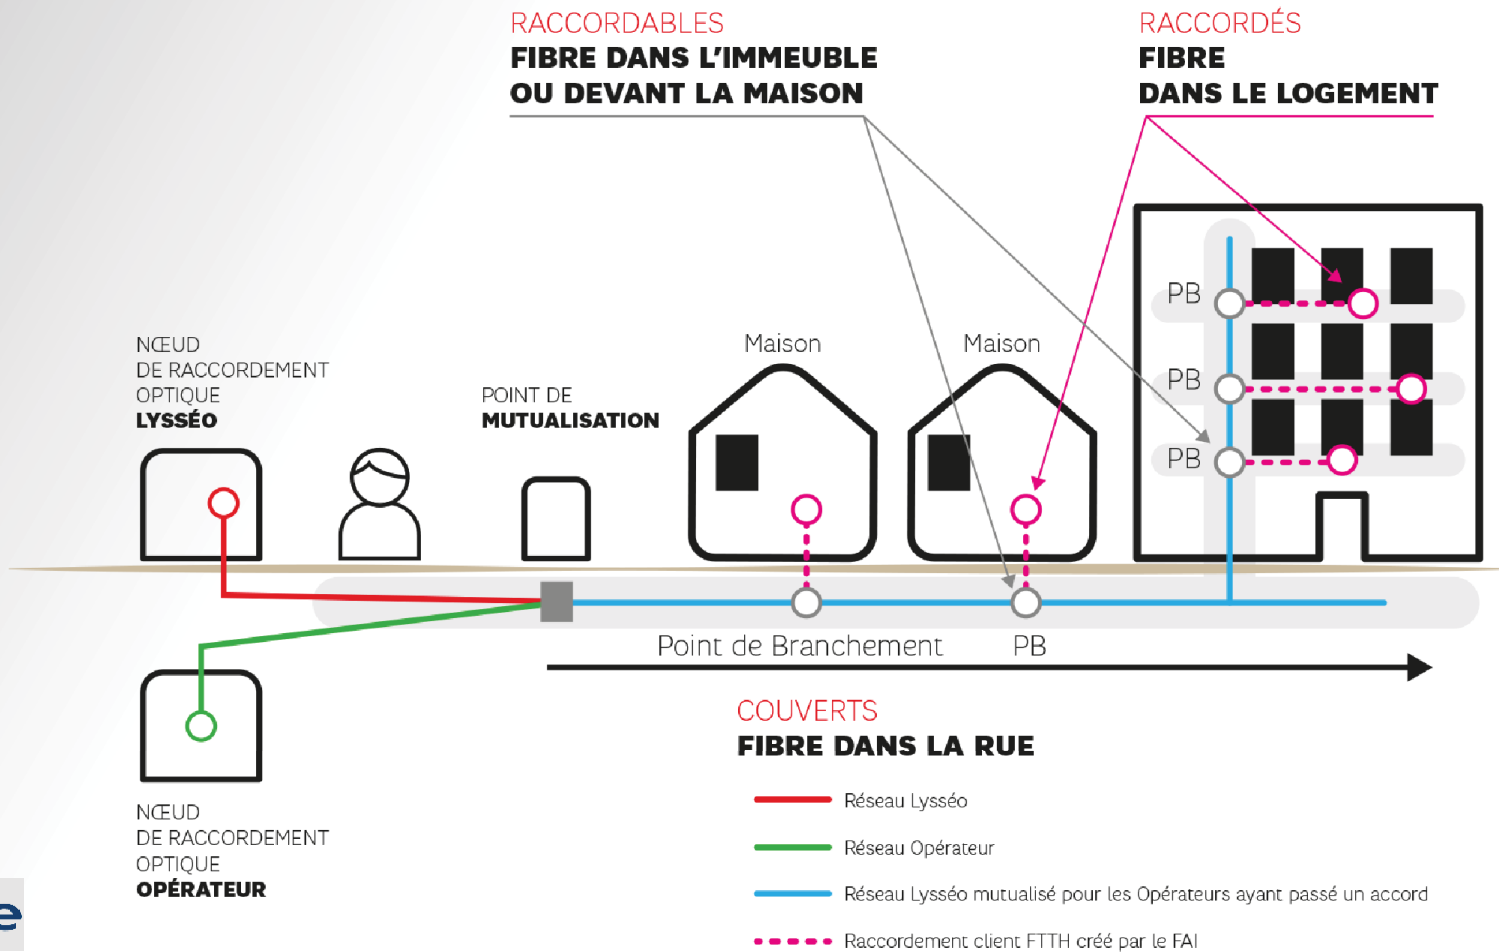 RACCORDABLES
FIBRE DANS L'IMMEUBLE
OU DEVANT LA MAISON
RACCORDÉS
FIBRE
DANS LE LOGEMENT
PB
PB
PB
Maison
Maison
NŒUD
DE RACCORDEMENT
OPTIQUE
LYSSÉO
POINT DE
MUTUALISATION
Point de Branchement
PB
COUVERTS
FIBRE DANS LA RUE
NŒUD
DE RACCORDEMENT
OPTIQUE
OPÉRATEUR
Réseau Lysséo
Réseau Opérateur
Réseau Lysséo mutualisé pour les Opérateurs ayant passé un accord
Raccordement client FTTH créé par le FAI
e